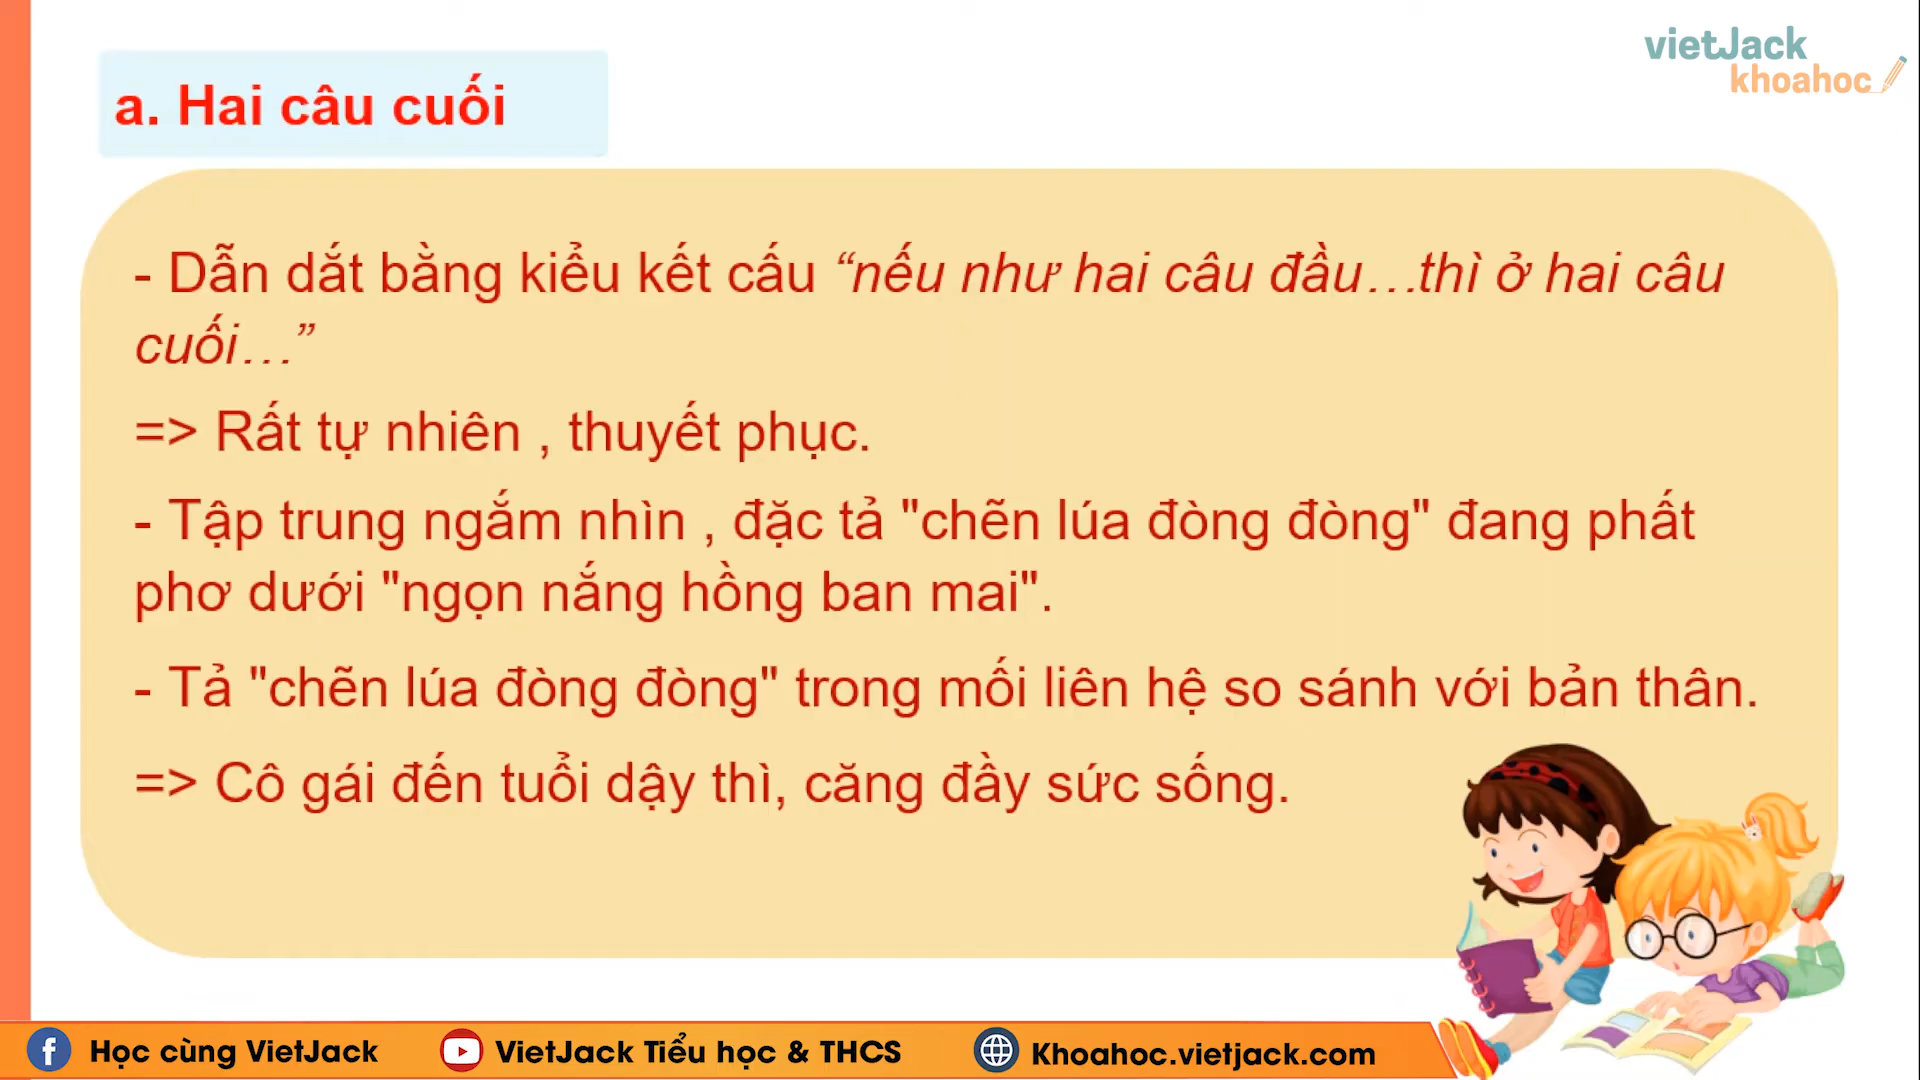 vietJack
khoahoc
a. Hai câu cuối
- Dẫn dắt bằng kiểu kết cấu “nếu như hai câu đầu…thì ở hai câu
cuối…”
=> Rất tự nhiên , thuyết phục.
- Tập trung ngắm nhìn , đặc tả "chẽn lúa đòng đòng" đang phất
phơ dưới "ngọn nắng hồng ban mai".
- Tả "chẽn lúa đòng đòng" trong mối liên hệ so sánh với bản thân.
=> Cô gái đến tuổi dậy thì, căng đầy sức sống.
Học cùng VietJack
VietJack Tiểu học & THCS
Khoahoc.vietjack.com